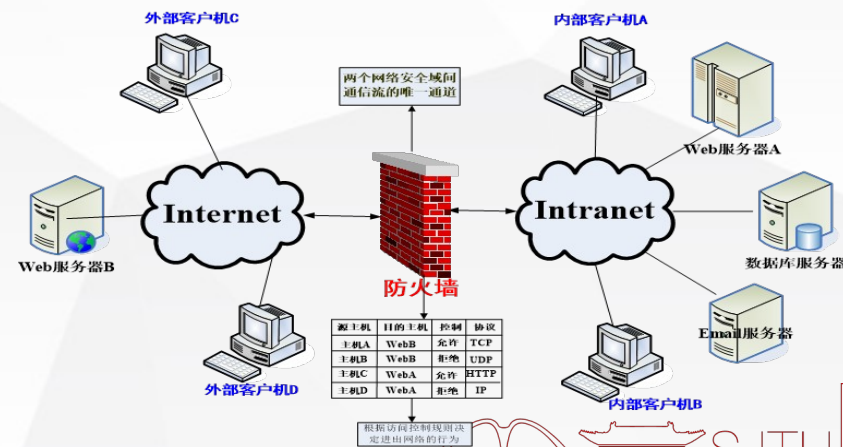 外部客户机C
内部客户机A
两个网络安全域间
通信流的唯一通道
Web服务器A
Internet
Intranet
Web服务器B
数据库服务器
防火墙
源主机 目的主机 控制 协议
主机A WebB 允许 TCP
主机B WebB 拒绝 UDP
主机C WebA 允许 HTTP
主机D WebA 拒绝 IP
Email服务器
外部客户机D
内部客户机B
根据访问控制规则决
定进出网络的行为